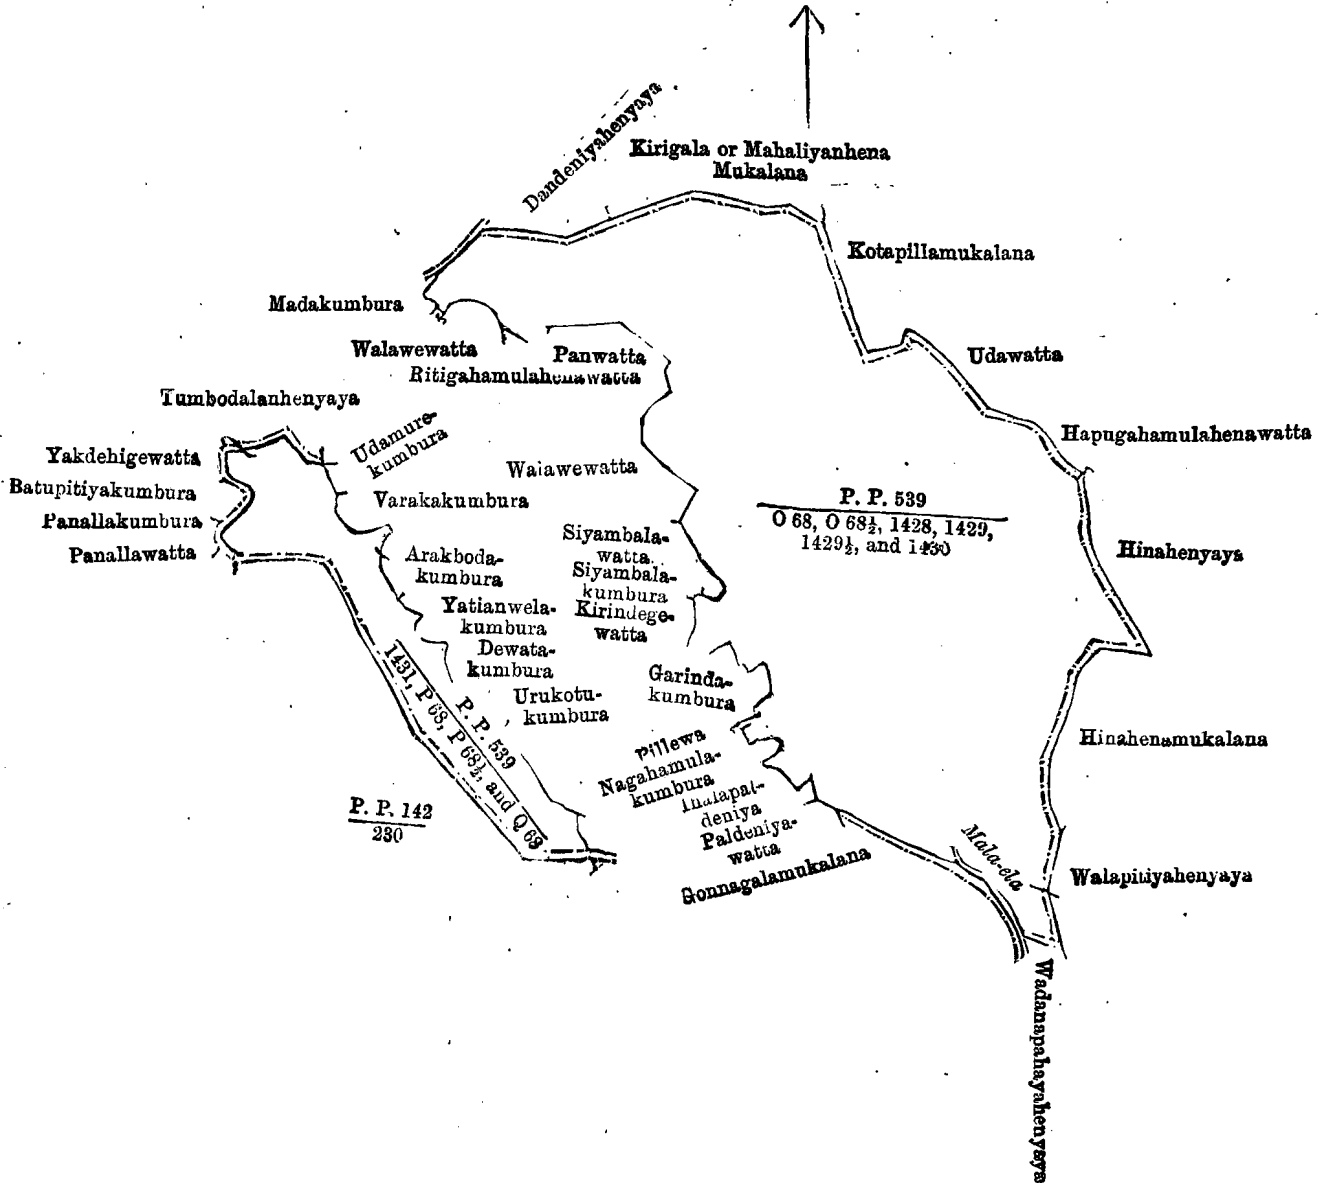 Dandeniyahenyaya
Kirigala or Mahaliyanhena
Mukalana
Kotapillamukalana
Madakumbura
Walawewatta
Panwatta
Ritigahamulahenawatta
Udawatta
Tumbodalanhenyaya
Udamure-
kumbura
Hapugahamulahenawatta
Yakdehigewatta
Walawewatta
Batupitiyakumbura
Varakakumbura
P. P. 539
O 68, O 68½, 1428, 1429,
1429½, and 1430
Panallakumbura
Panallawatta
Siyambala-
watta
Hinahenyaya
Arakboda-
kumbura
Siyambala-
kumbura
Yatianwela-
kumbura
Kirindege-
watta
Dewata-
kumbura
Garinda-
kumbura
Urukotu-
kumbura
P. P. 539
1431, P 68, P 68½, and Q 69
Pillewa
Nagahamula-
kumbura
Ihalapal-
deniya
Paldeniya-
watta
Gonnagalamukalana
Hinahenamukalana
P. P. 142
230
Mala-ela
Walapitiyahenyaya
Wadanapahayahenyaya